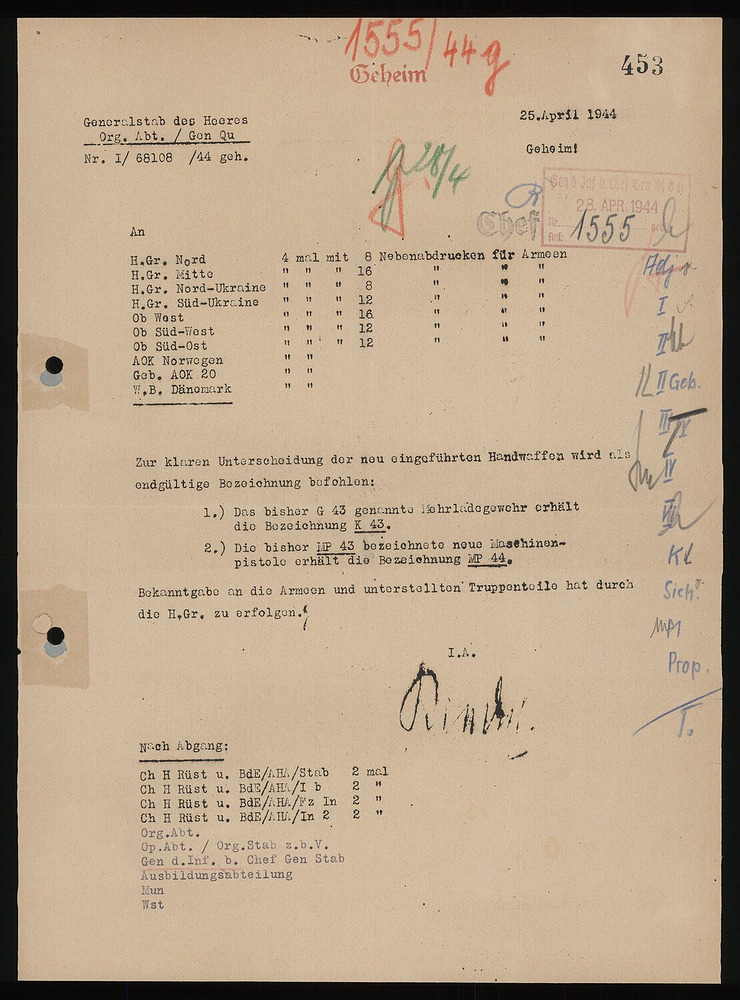 1555/44 g
Geheim
453
Generalstab des Heeres
Org. Abt. / Gen Qu
Nr. I/ 68108 /44 geh.
25.April 1944
Geheim!
28/4
Chef
28. APR. 1944
1555
An
H.Gr. Nord 4 mal mit 8 Nebenabdrucken für Armeen
H.Gr. Mitte " " " 16 " " "
H.Gr. Nord-Ukraine " " " 8 " " "
H.Gr. Süd-Ukraine " " " 12 " " "
Ob West " " " 16 " " "
Ob Süd-West " " " 12 " " "
Ob Süd-Ost " " " 12 " " "
AOK Norwegen " "
Geb. AOK 20 " "
W.B. Dänemark " "
Adj.
I
II
II Geb.
III
IV
Kl
Sich.
Prop.
Zur klaren Unterscheidung der neu eingeführten Handwaffen wird als
endgültige Bezeichnung befohlen:
1.) Das bisher G 43 genannte Mehrladegewehr erhält
die Bezeichnung K 43.
2.) Die bisher MP 43 bezeichnete neue Maschinen-
pistole erhält die Bezeichnung MP 44.
Bekanntgabe an die Armeen und unterstellten Truppenteile hat durch
die H.Gr. zu erfolgen.
I.A.
Nach Abgang:
Ch H Rüst u. BdE/AHA/Stab 2 mal
Ch H Rüst u. BdE/AHA/I b 2 "
Ch H Rüst u. BdE/AHA/Fz In 2 "
Ch H Rüst u. BdE/AHA/In 2 2 "
Org.Abt.
Op.Abt. / Org.Stab z.b.V.
Gen d.Inf. b. Chef Gen Stab
Ausbildungsabteilung
Mun
Wst